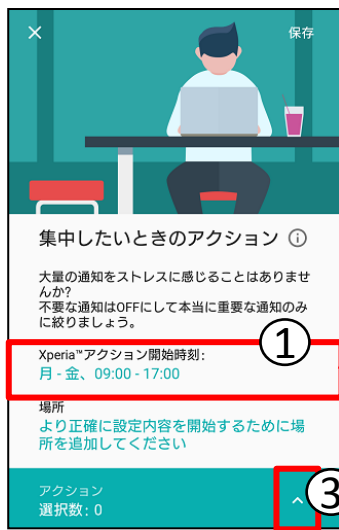 ×
保存
集中したいときのアクション ⓘ
大量の通知をストレスに感じることはありませ
んか?
不要な通知はOFFにして本当に重要な通知のみ
に絞りましょう。
①
Xperia™アクション開始時刻:
月 - 金、09:00 - 17:00
場所
より正確に設定内容を開始するために場
所を追加してください
アクション
選択数: 0
③